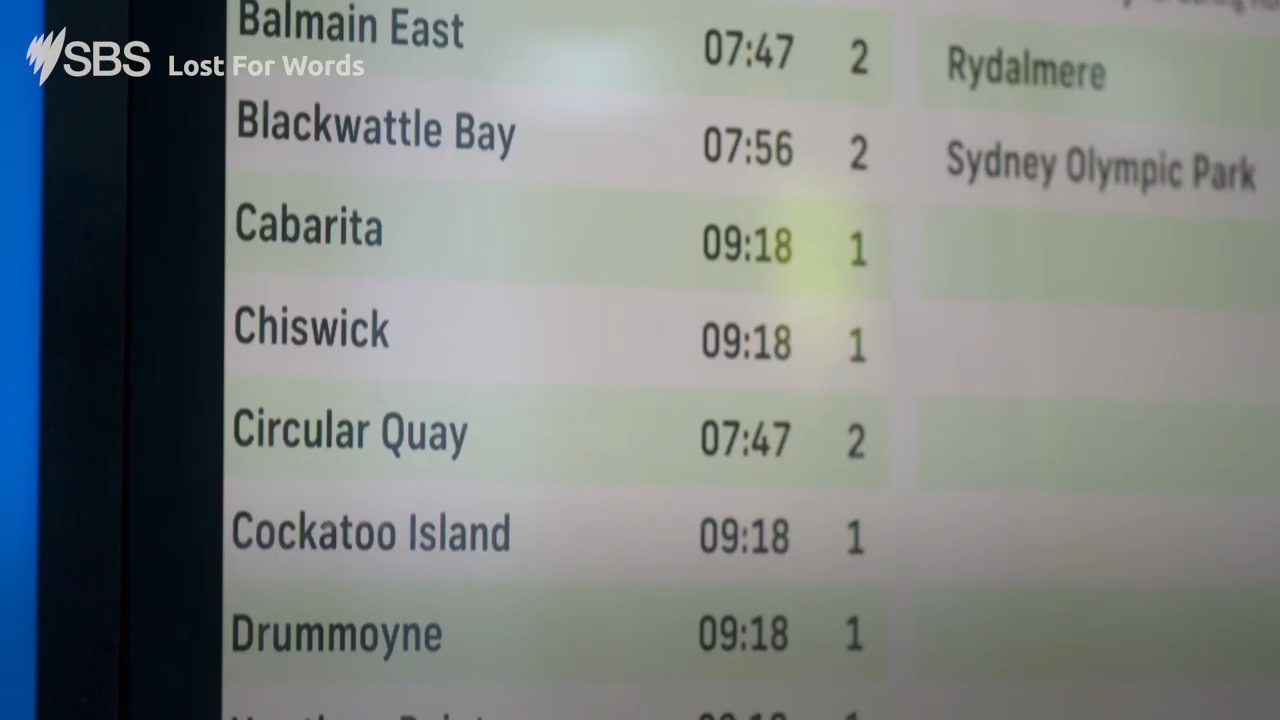 SBS Lost For Words
Balmain East 07:47 2 Rydalmere
Blackwattle Bay 07:56 2 Sydney Olympic Park
Cabarita 09:18 1
Chiswick 09:18 1
Circular Quay 07:47 2
Cockatoo Island 09:18 1
Drummoyne 09:18 1